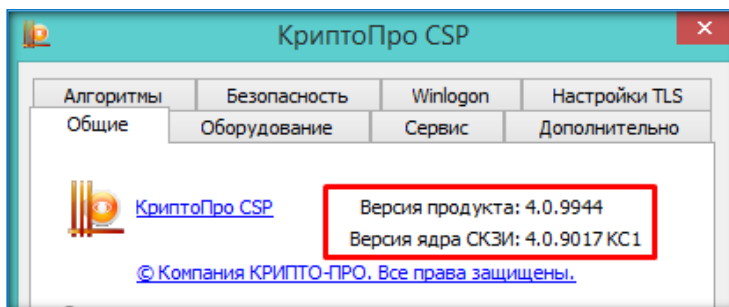 КриптоПро CSP
Алгоритмы Безопасность Winlogon Настройки TLS
Общие Оборудование Сервис Дополнительно
КриптоПро CSP Версия продукта: 4.0.9944
Версия ядра СКЗИ: 4.0.9017 КС1
© Компания КРИПТО-ПРО. Все права защищены.